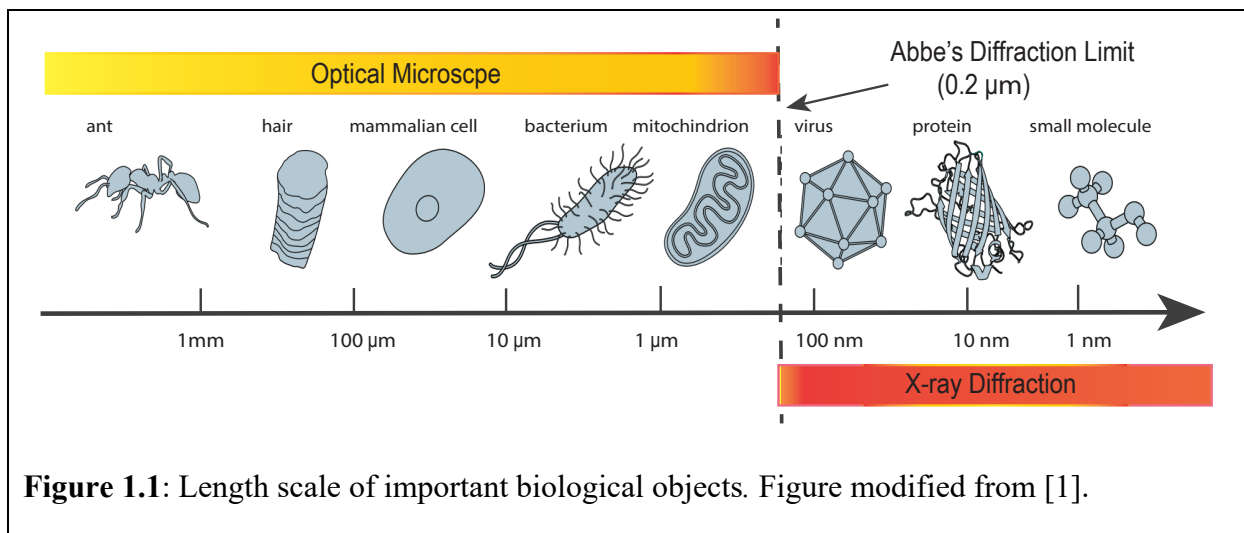 Optical Microscpe
Abbe's Diffraction Limit
(0.2 µm)
ant
hair
mammalian cell
bacterium
mitochindrion
virus
protein
small molecule
1mm
100 µm
10 µm
1 µm
100 nm
10 nm
1 nm
X-ray Diffraction
Figure 1.1: Length scale of important biological objects. Figure modified from [1].